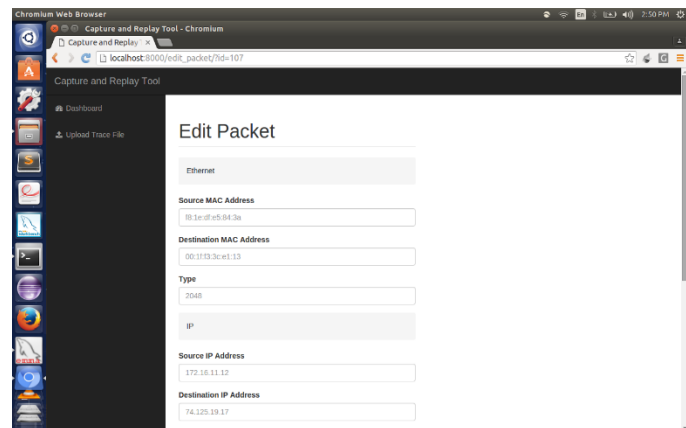 Chromium Web Browser
En
2:50 PM
Capture and Replay Tool - Chromium
Capture and Replay
localhost:8000/edit_packet/?id=107
Capture and Replay Tool
Dashboard
Upload Trace File
Edit Packet
Ethernet
Source MAC Address
f8:1e:df:e5:84:3a
Destination MAC Address
00:1f:f3:3c:e1:13
Type
2048
IP
Source IP Address
172.16.11.12
Destination IP Address
74.125.19.17